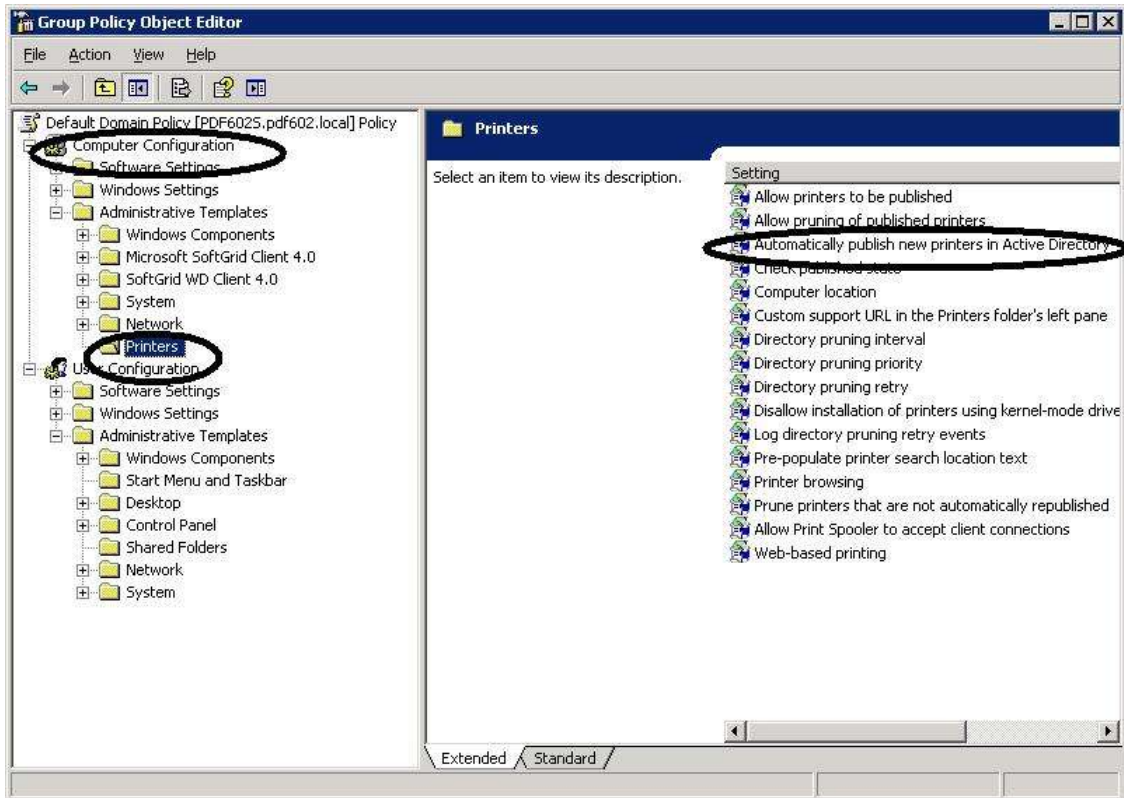 Group Policy Object Editor
File Action View Help
Default Domain Policy [PDF602S.pdf602.local] Policy
Computer Configuration
Software Settings
Windows Settings
Administrative Templates
Windows Components
Microsoft SoftGrid Client 4.0
SoftGrid WD Client 4.0
System
Network
Printers
User Configuration
Software Settings
Windows Settings
Administrative Templates
Windows Components
Start Menu and Taskbar
Desktop
Control Panel
Shared Folders
Network
System
Printers
Select an item to view its description.
Setting
Allow printers to be published
Allow pruning of published printers
Automatically publish new printers in Active Directory
Check published state
Computer location
Custom support URL in the Printers folder's left pane
Directory pruning interval
Directory pruning priority
Directory pruning retry
Disallow installation of printers using kernel-mode drive
Log directory pruning retry events
Pre-populate printer search location text
Printer browsing
Prune printers that are not automatically republished
Allow Print Spooler to accept client connections
Web-based printing
Extended Standard